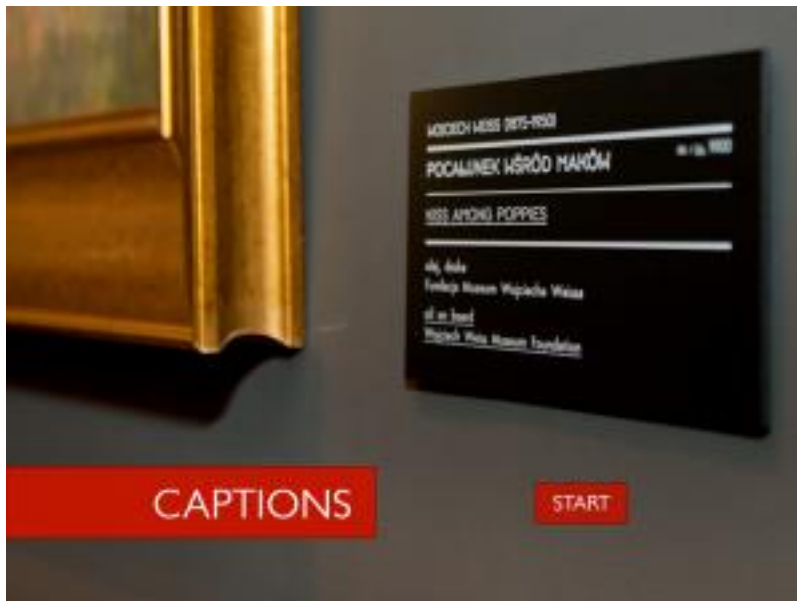 WOJCIECH WEISS (1875–1950)
POCAŁUNEK WŚRÓD MAKÓW
1900
KISS AMONG POPPIES
olej, deska
Fundacja Muzeum Wojciecha Weissa
oil on board
Wojciech Weiss Museum Foundation
CAPTIONS
START